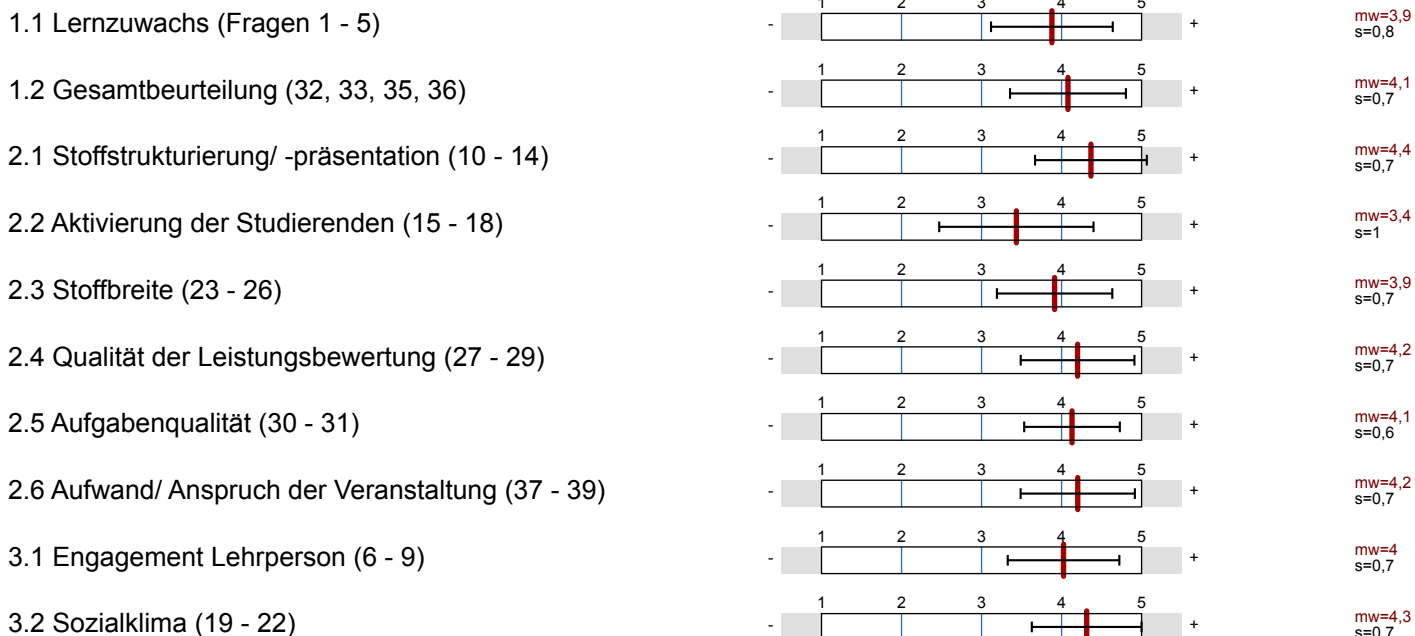 1.1 Lernzuwachs (Fragen 1 - 5)
1 2 3 4 5
- +
mw=3,9
s=0,8
1.2 Gesamtbeurteilung (32, 33, 35, 36)
1 2 3 4 5
- +
mw=4,1
s=0,7
2.1 Stoffstrukturierung/ -präsentation (10 - 14)
1 2 3 4 5
- +
mw=4,4
s=0,7
2.2 Aktivierung der Studierenden (15 - 18)
1 2 3 4 5
- +
mw=3,4
s=1
2.3 Stoffbreite (23 - 26)
1 2 3 4 5
- +
mw=3,9
s=0,7
2.4 Qualität der Leistungsbewertung (27 - 29)
1 2 3 4 5
- +
mw=4,2
s=0,7
2.5 Aufgabenqualität (30 - 31)
1 2 3 4 5
- +
mw=4,1
s=0,6
2.6 Aufwand/ Anspruch der Veranstaltung (37 - 39)
1 2 3 4 5
- +
mw=4,2
s=0,7
3.1 Engagement Lehrperson (6 - 9)
1 2 3 4 5
- +
mw=4
s=0,7
3.2 Sozialklima (19 - 22)
1 2 3 4 5
- +
mw=4,3
s=0,7